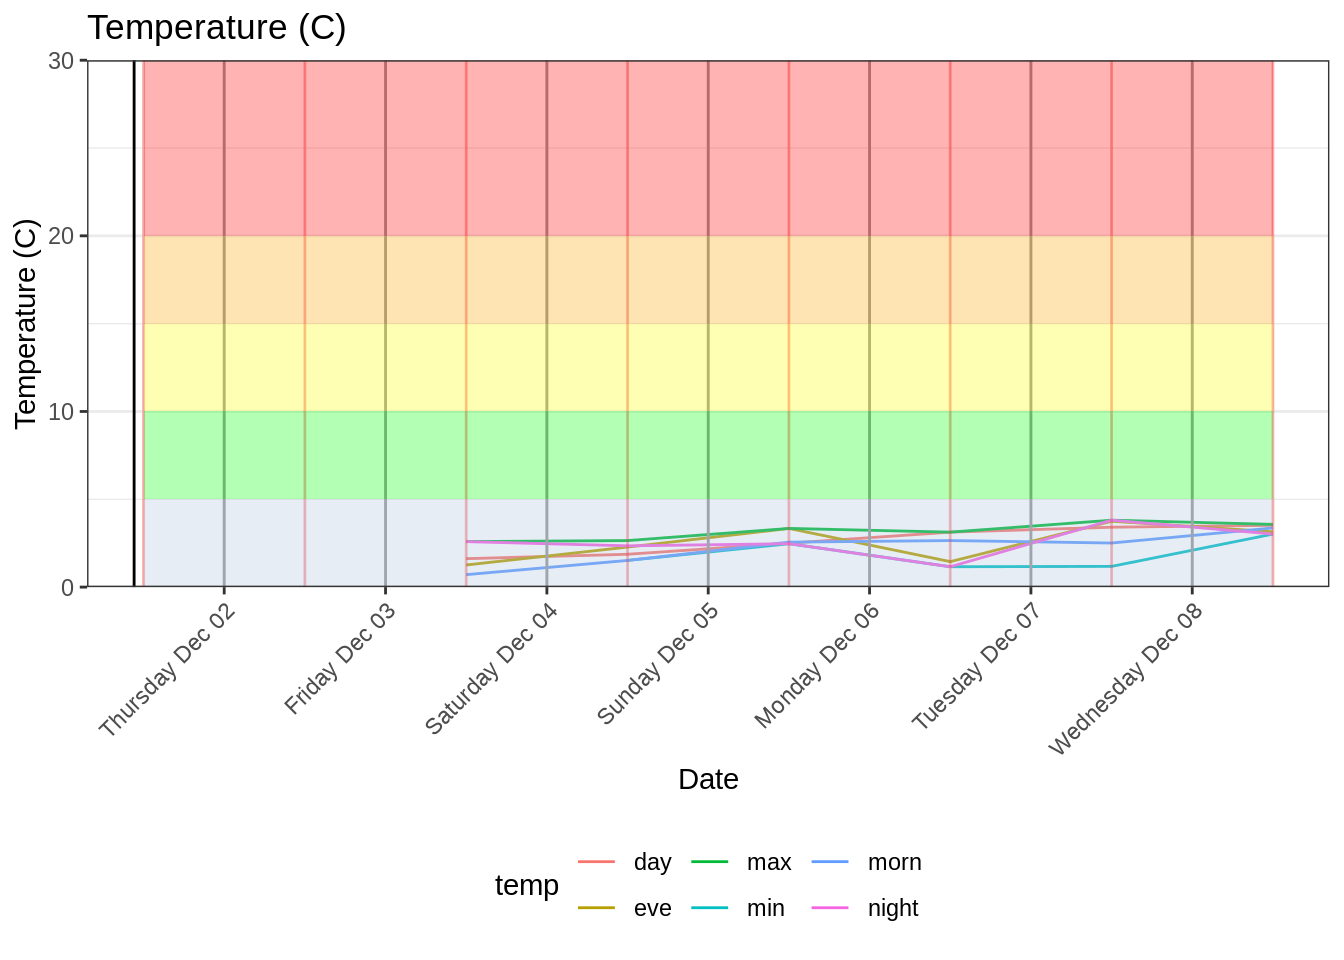 Temperature (C)
30
20
10
0
Temperature (C)
Thursday Dec 02
Friday Dec 03
Saturday Dec 04
Sunday Dec 05
Monday Dec 06
Tuesday Dec 07
Wednesday Dec 08
Date
temp
day
max
morn
eve
min
night